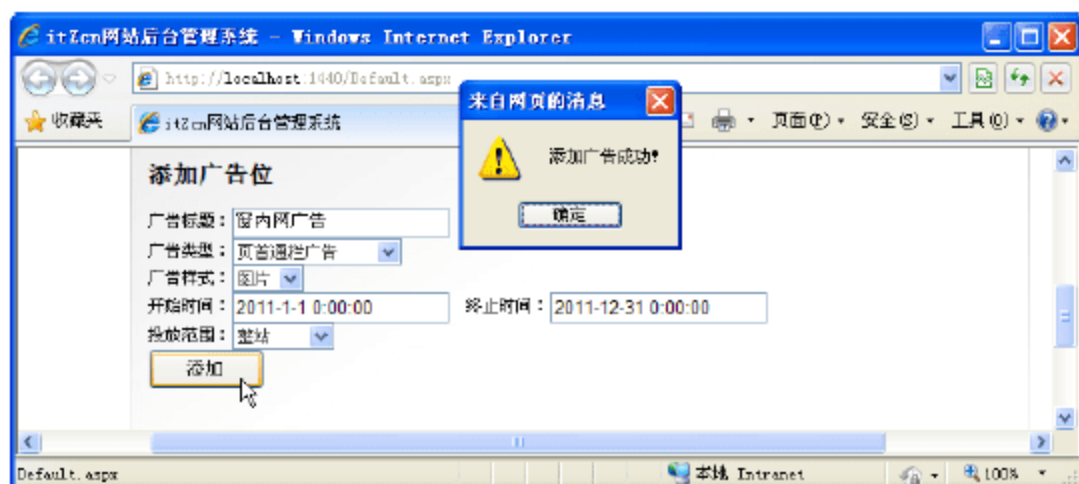 itZcn网站后台管理系统 - Windows Internet Explorer
http://localhost:1440/Default.aspx
收藏夹
itZcn网站后台管理系统
页面(P)
安全(S)
工具(O)
来自网页的消息
添加广告成功!
确定
添加广告位
广告标题：窗内网广告
广告类型：页首通栏广告
广告样式：图片
开始时间：2011-1-1 0:00:00 终止时间：2011-12-31 0:00:00
投放范围：整站
添加
Default.aspx
本地 Intranet
100%